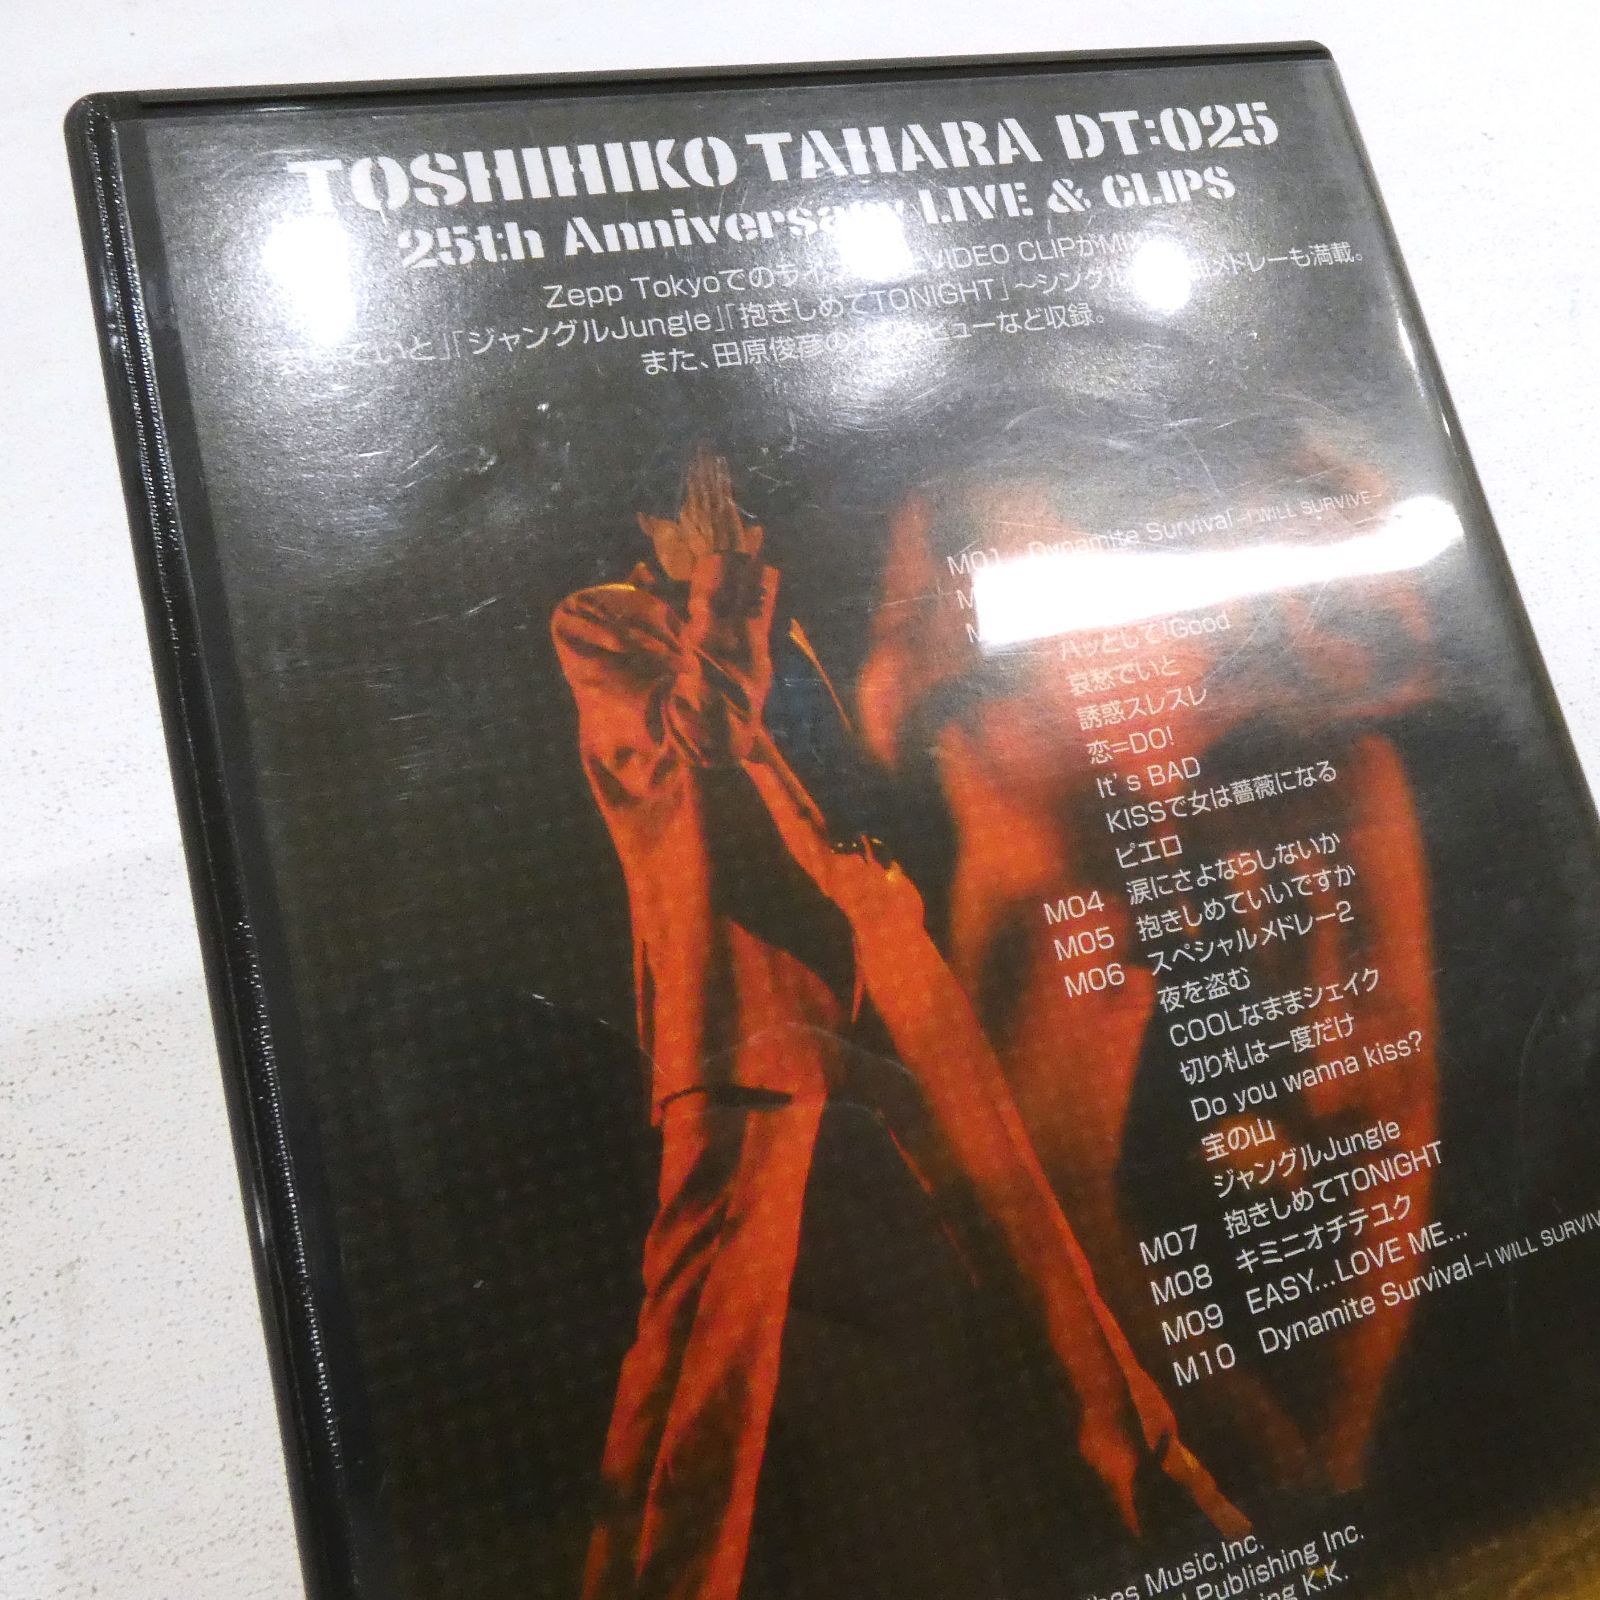 TOSHIHIKO TAHARA DT:025
25th Anniversary LIVE & CLIPS
Zepp Tokyoでのライ VIDEO CLIPがMIX
でいと」「ジャングルJungle」「抱きしめてTONIGHT」〜シングル メドレーも満載。
また、田原俊彦の ビューなど収録。
M01 Dynamite Survival –I WILL SURVIVE–
M
M
ハッとして!Good
哀愁でいと
誘惑スレスレ
恋=DO!
It's BAD
KISSで女は薔薇になる
ピエロ
M04 涙にさよならしないか
M05 抱きしめていいですか
M06 スペシャルメドレー2
夜を盗む
COOLなままシェイク
切り札は一度だけ
Do you wanna kiss?
宝の山
ジャングルJungle
M07 抱きしめてTONIGHT
M08 キミニオチテユク
M09 EASY...LOVE ME...
M10 Dynamite Survival –I WILL SURVIV
Music,Inc.
Publishing Inc.
K.K.